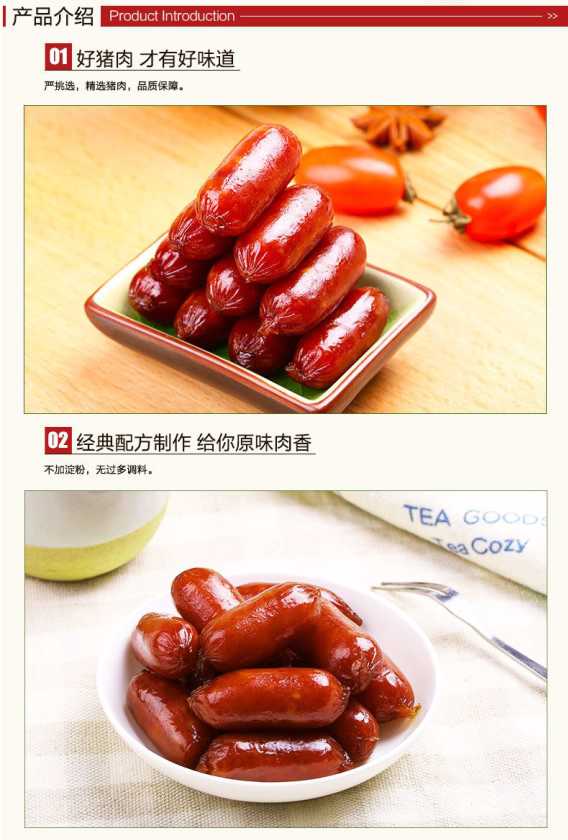 产品介绍 Product Introduction >>
01 好猪肉 才有好味道
严挑选，精选猪肉，品质保障。
02 经典配方制作 给你原味肉香
不加淀粉，无过多调料。
TEA GOODS
Tea Cozy